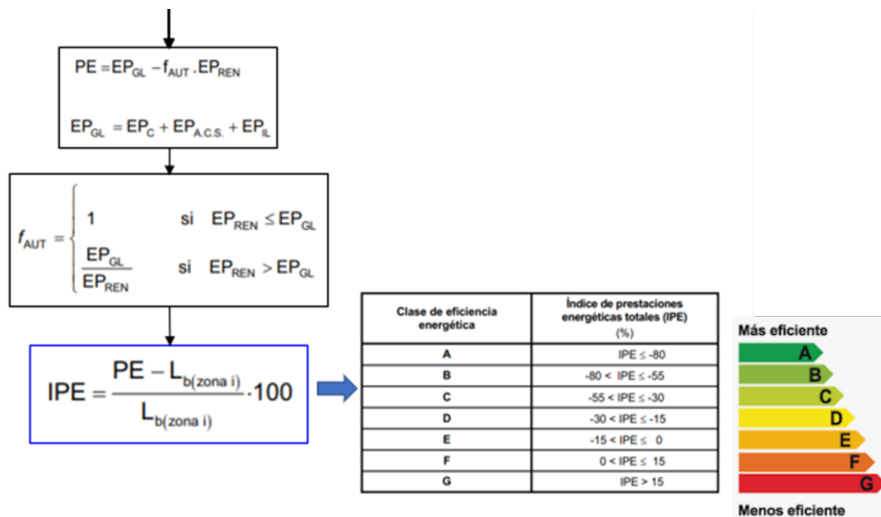 PE = EP_GL − f_AUT . EP_REN
EP_GL = EP_C + EP_A.C.S. + EP_IL
f_AUT = { 1 si EP_REN ≤ EP_GL
EP_GL / EP_REN si EP_REN > EP_GL
IPE = (PE − L_b(zona i)) / L_b(zona i) · 100
Clase de eficiencia energética
Índice de prestaciones energéticas totales (IPE) (%)
A IPE ≤ -80
B -80 < IPE ≤ -55
C -55 < IPE ≤ -30
D -30 < IPE ≤ -15
E -15 < IPE ≤ 0
F 0 < IPE ≤ 15
G IPE > 15
Más eficiente
A
B
C
D
E
F
G
Menos eficiente